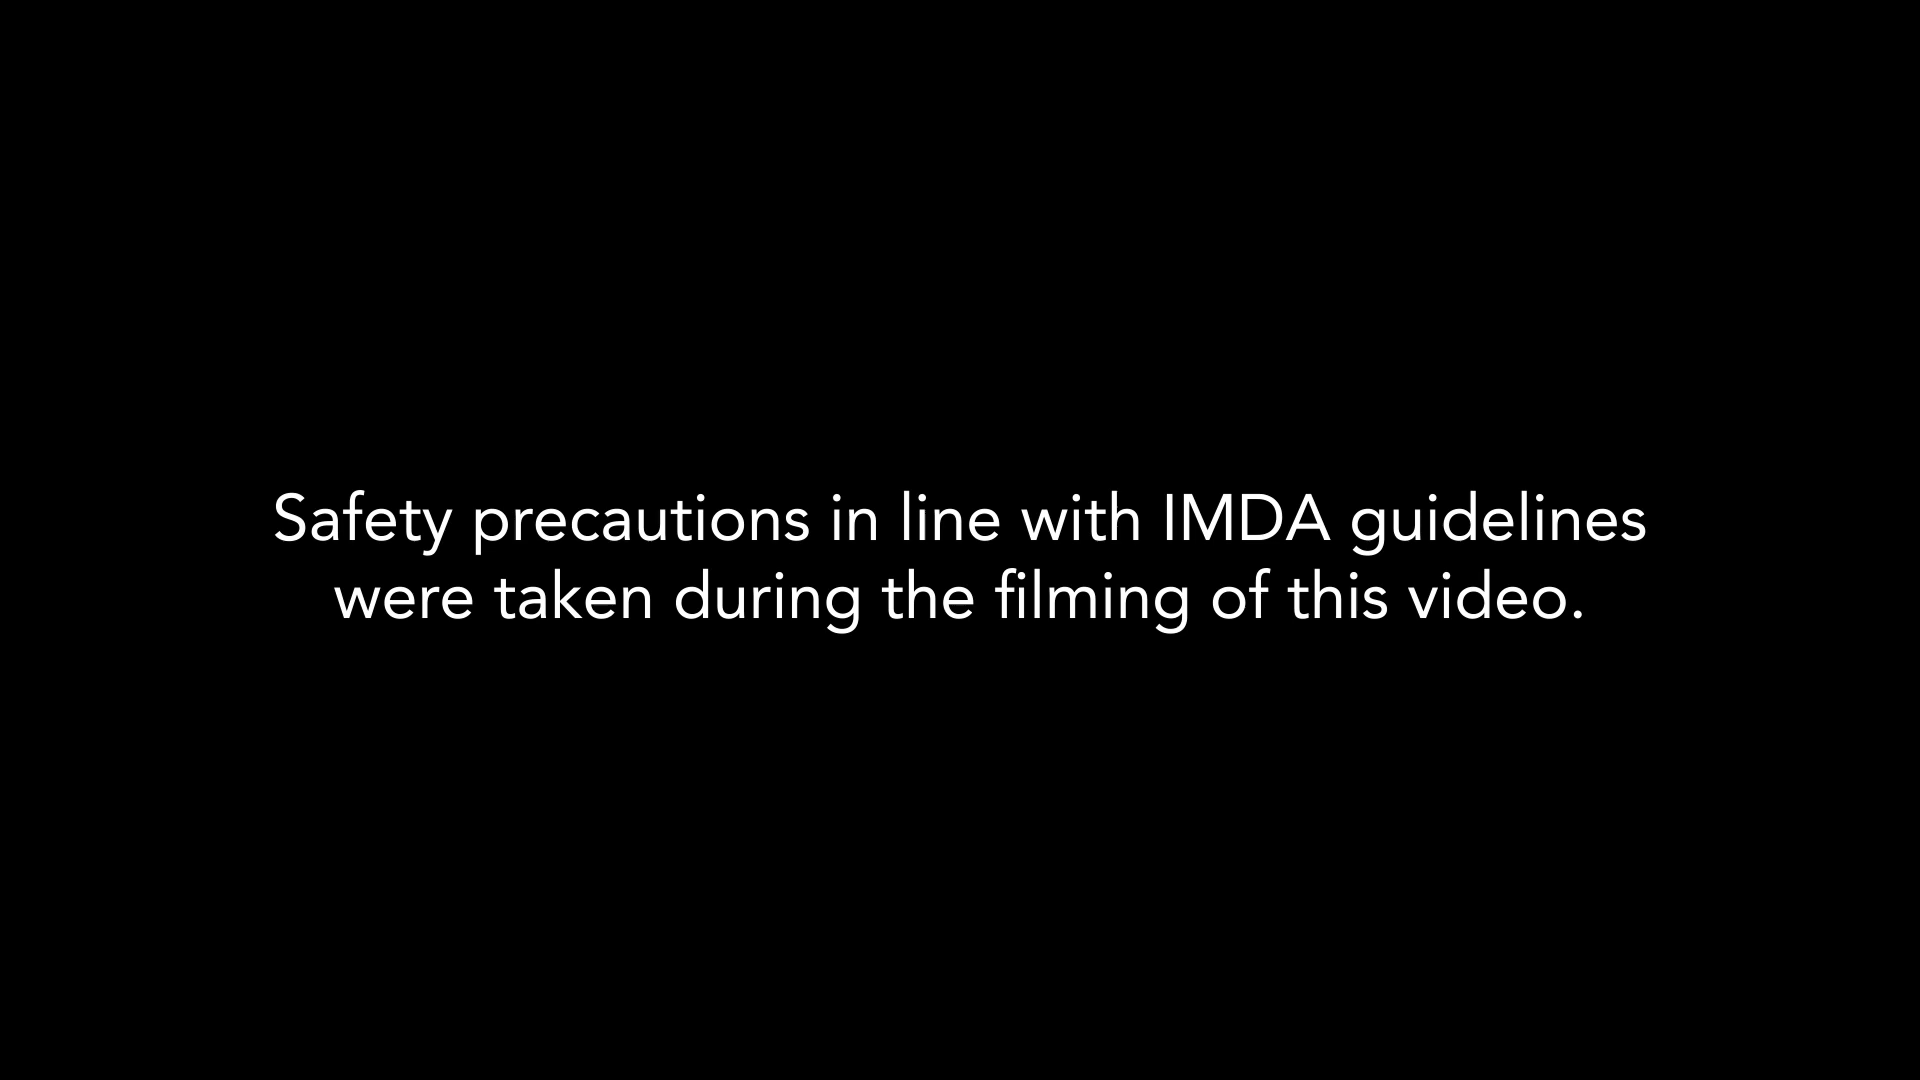 Safety precautions in line with IMDA guidelines
were taken during the filming of this video.